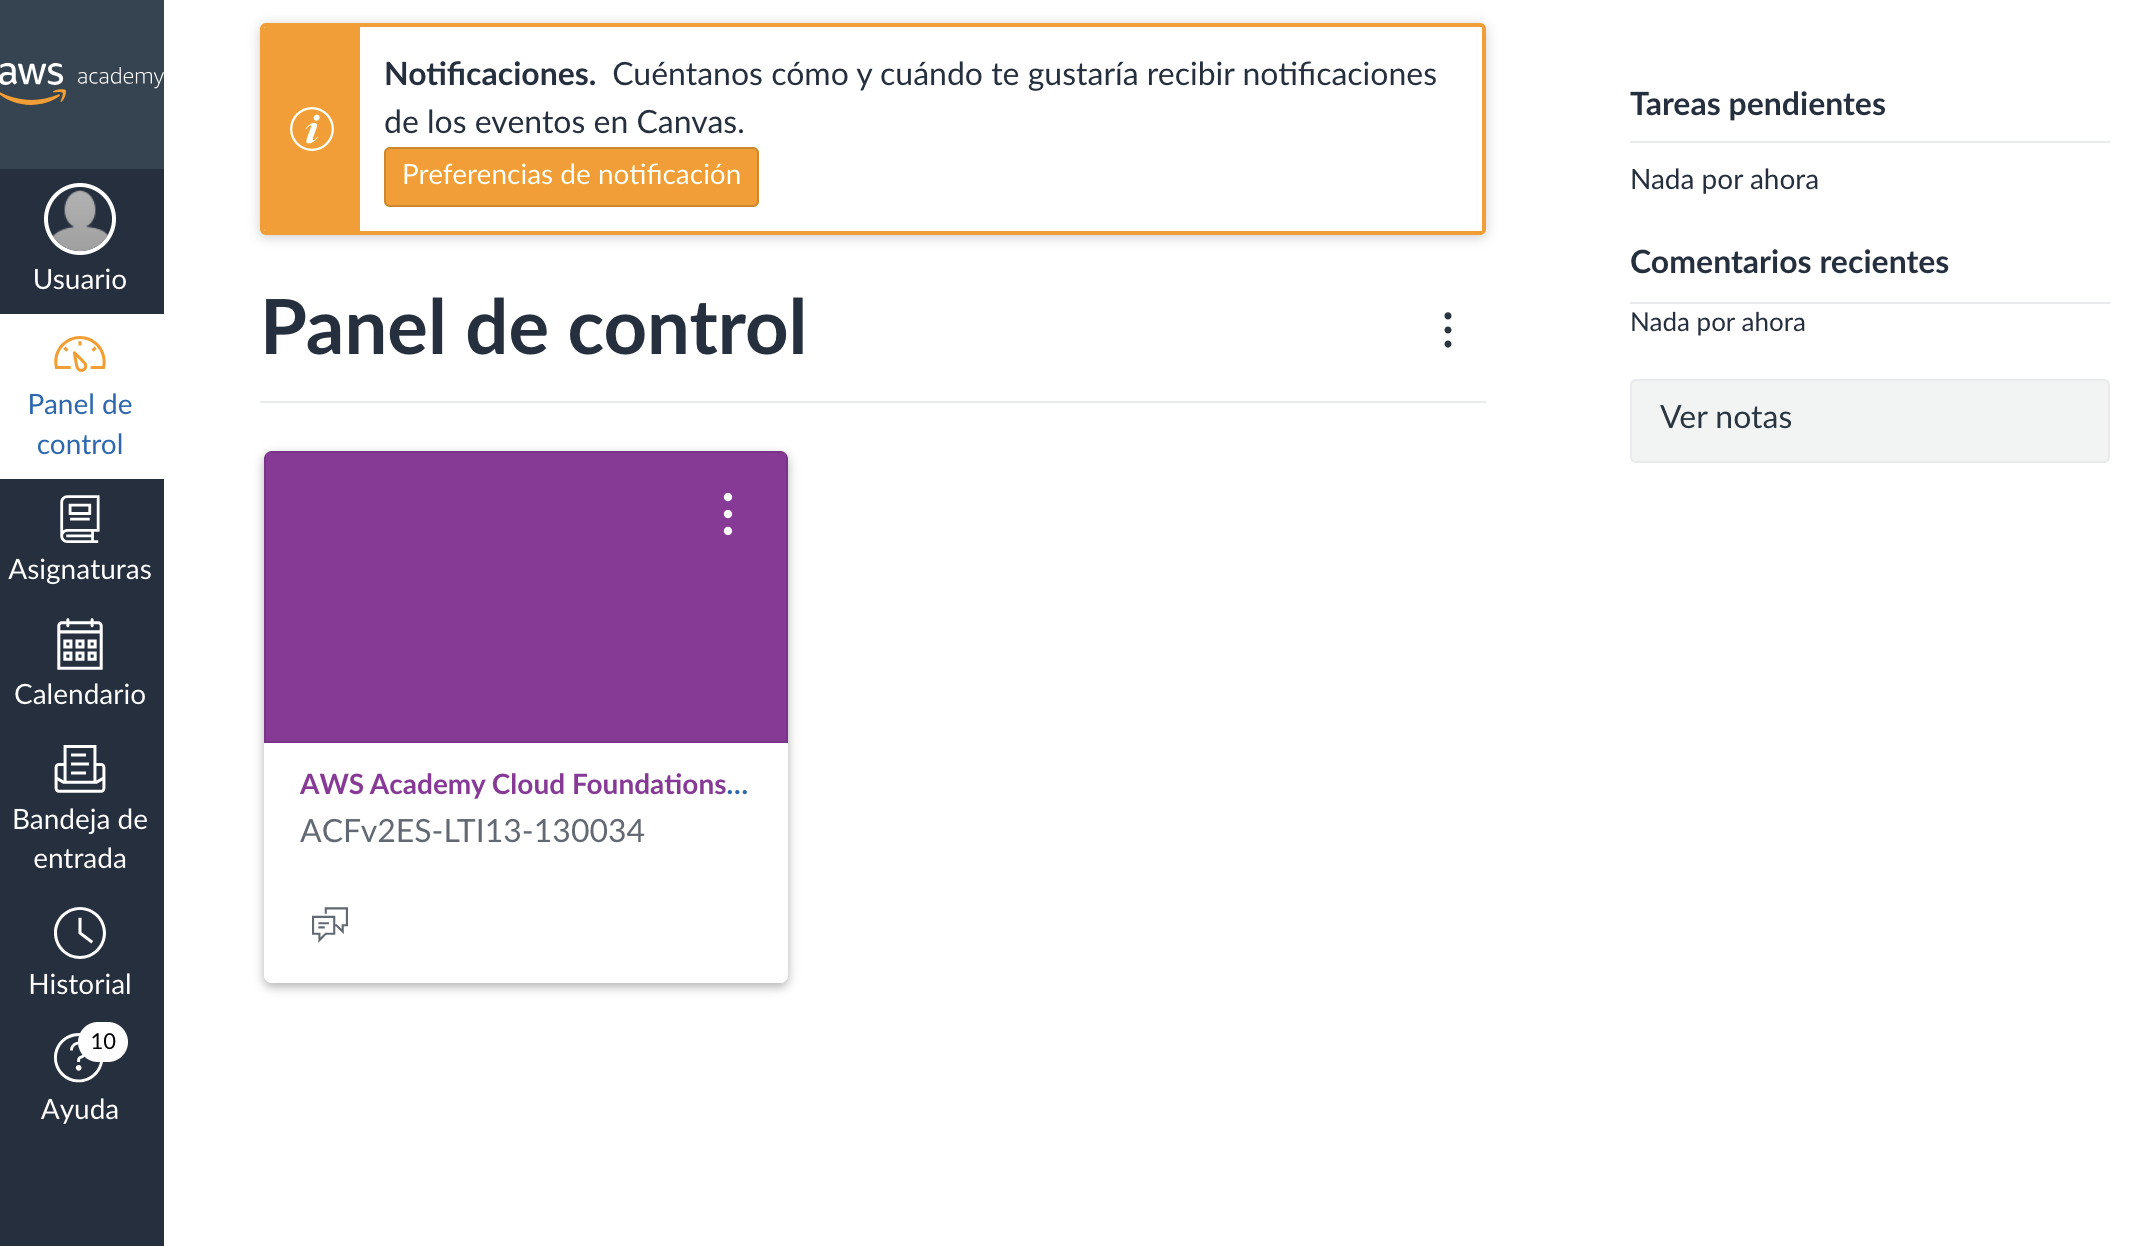 aws academy
Usuario
Panel de
control
Asignaturas
Calendario
Bandeja de
entrada
Historial
10
Ayuda
Notificaciones. Cuéntanos cómo y cuándo te gustaría recibir notificaciones
de los eventos en Canvas.
Preferencias de notificación
Panel de control
AWS Academy Cloud Foundations...
ACFv2ES-LTI13-130034
Tareas pendientes
Nada por ahora
Comentarios recientes
Nada por ahora
Ver notas